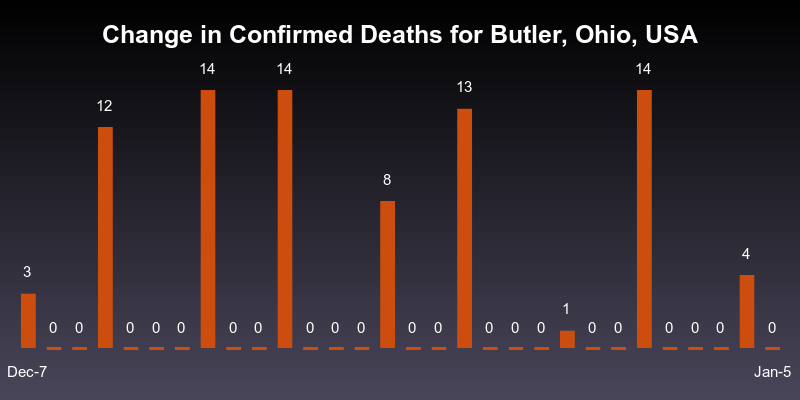 Change in Confirmed Deaths for Butler, Ohio, USA
3 0 0 12 0 0 0 14 0 0 14 0 0 0 8 0 0 13 0 0 0 1 0 0 14 0 0 0 4 0
Dec-7 Jan-5